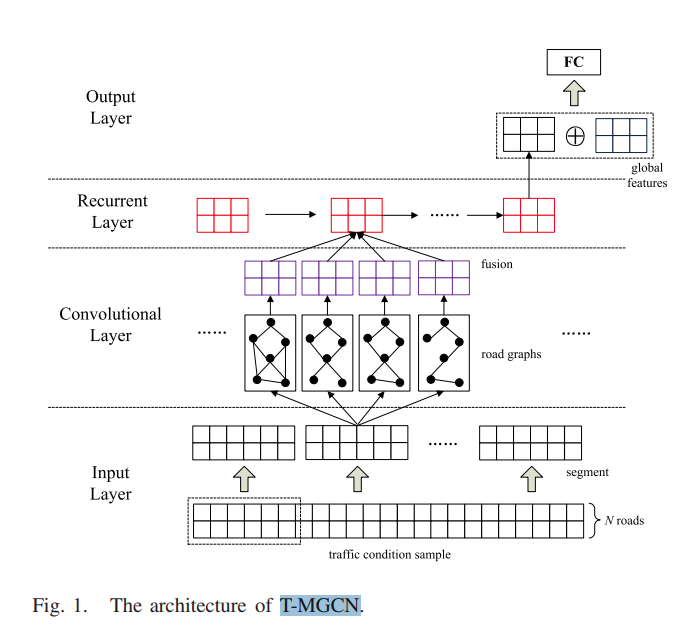 FC
Output
Layer
global
features
Recurrent
Layer
......
fusion
Convolutional
Layer
......
......
road graphs
......
Input
Layer
segment
N roads
traffic condition sample
Fig. 1. The architecture of T-MGCN.